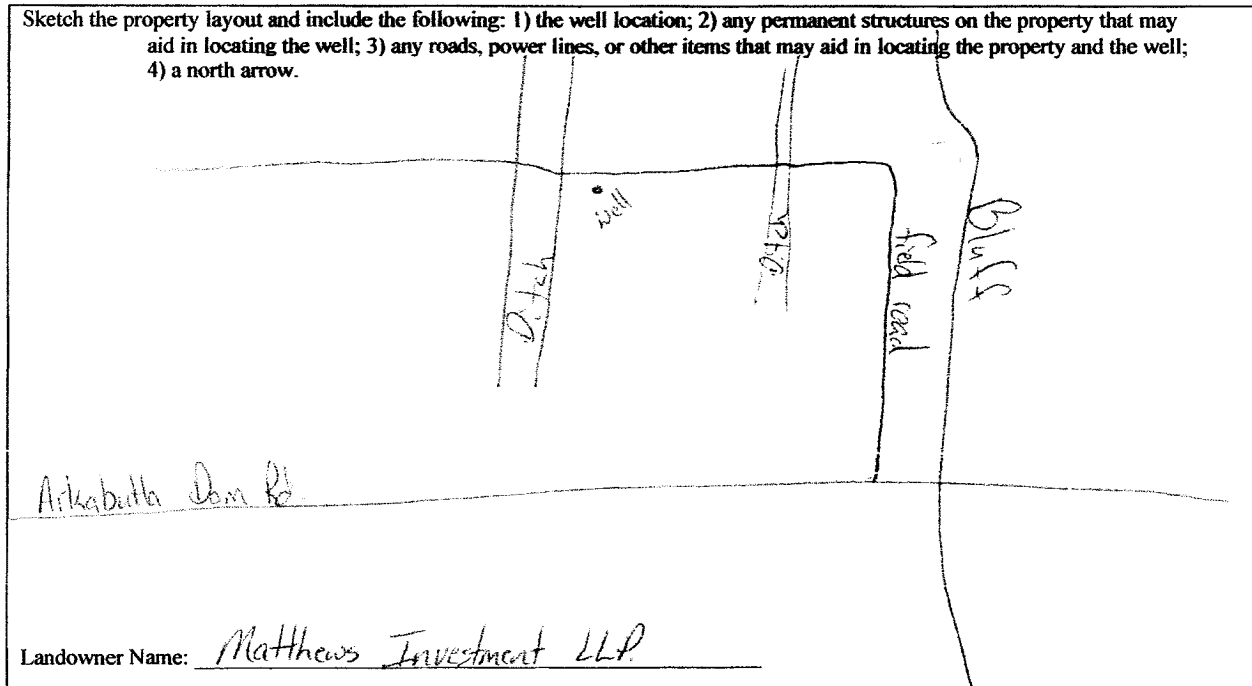 Sketch the property layout and include the following: 1) the well location; 2) any permanent structures on the property that may
aid in locating the well; 3) any roads, power lines, or other items that may aid in locating the property and the well;
4) a north arrow.
well
Ditch
Ditch
field road
Bluff
Arkabutla Dam Rd.
Landowner Name: Matthews Investment LLP.